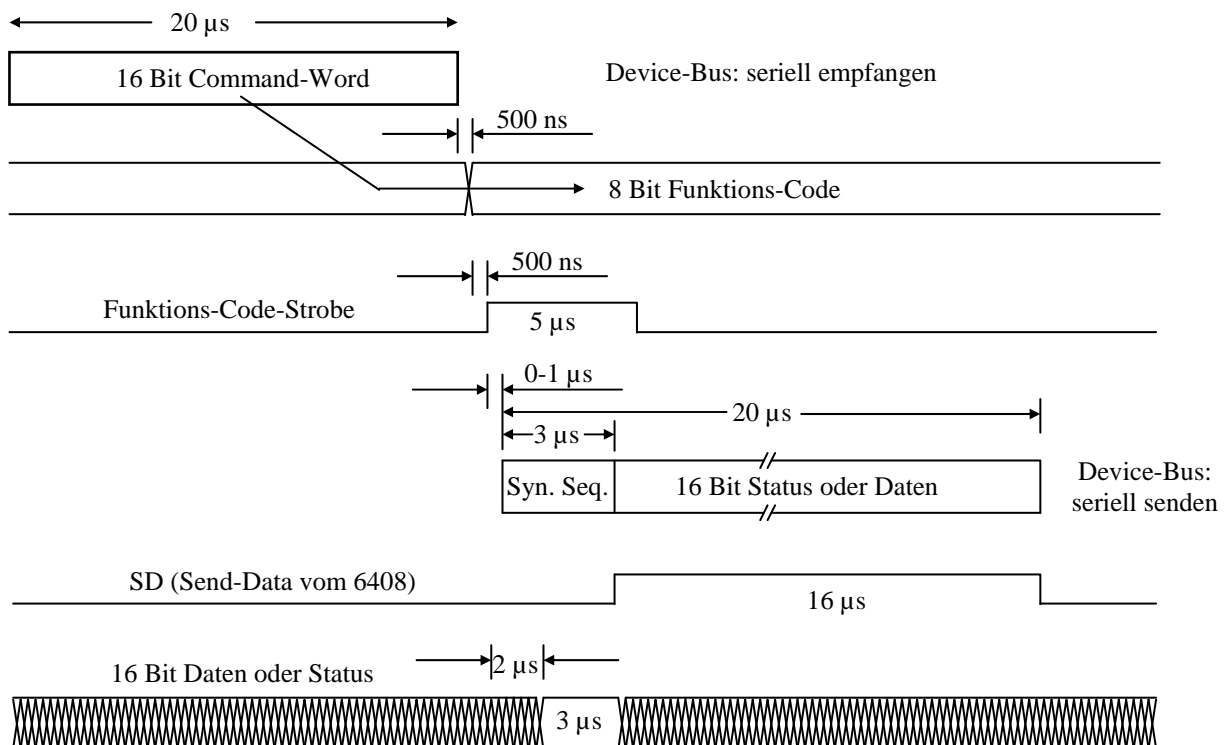 20 µs
16 Bit Command-Word
Device-Bus: seriell empfangen
500 ns
8 Bit Funktions-Code
500 ns
Funktions-Code-Strobe
5 µs
0-1 µs
20 µs
3 µs
Syn. Seq.
16 Bit Status oder Daten
Device-Bus:
seriell senden
SD (Send-Data vom 6408)
16 µs
16 Bit Daten oder Status
2 µs
3 µs